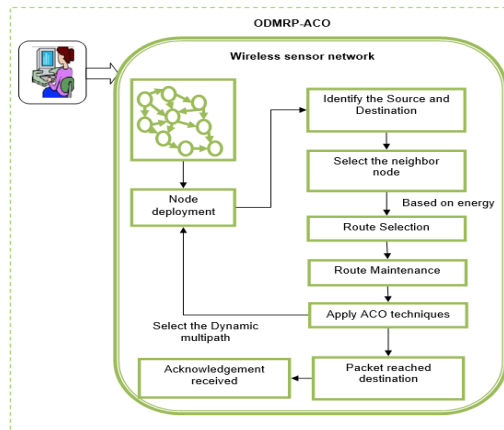 ODMRP-ACO
Wireless sensor network
Identify the Source and
Destination
Select the neighbor
node
Based on energy
Node
deployment
Route Selection
Route Maintenance
Apply ACO techniques
Select the Dynamic
multipath
Packet reached
destination
Acknowledgement
received